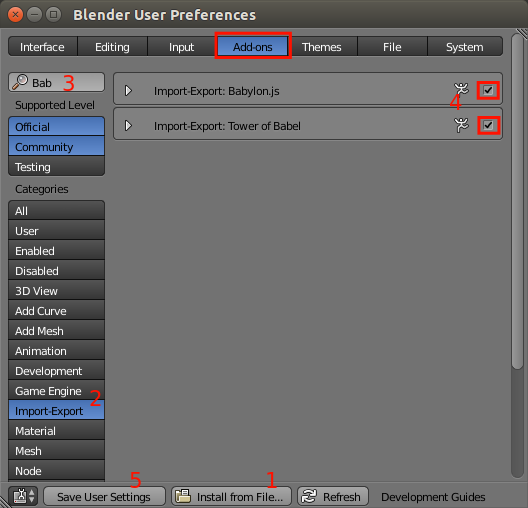 Blender User Preferences
Interface Editing Input Add-ons Themes File System
Bab 3
Supported Level
Official
Community
Testing
Categories
All
User
Enabled
Disabled
3D View
Add Curve
Add Mesh
Animation
Development
Game Engine
2
Import-Export
Material
Mesh
Node
Import-Export: Babylon.js
4
Import-Export: Tower of Babel
5 1
Save User Settings Install from File... Refresh Development Guides